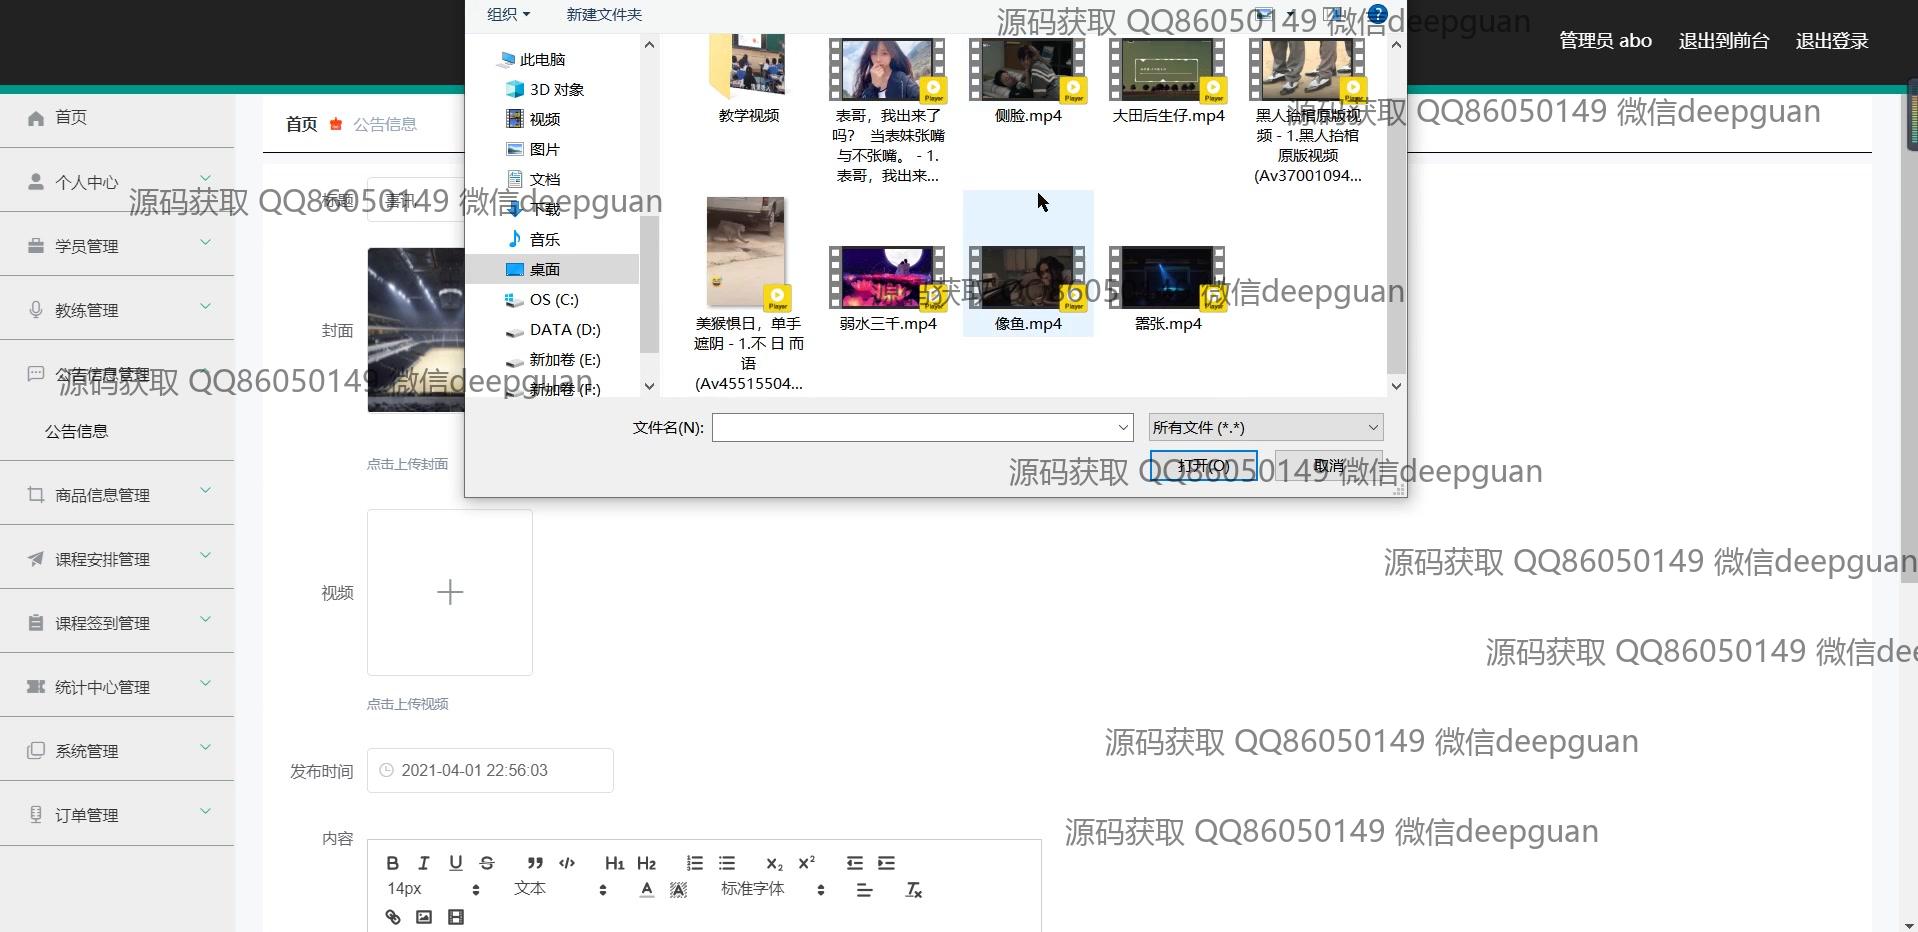 组织 新建文件夹
源码获取 QQ86050149 微信deepguan
管理员 abo 退出到前台 退出登录
此电脑
3D 对象
视频
图片
文档
下载
音乐
桌面
OS (C:)
DATA (D:)
新加卷 (E:)
新加卷 (F:)
教学视频
表哥，我出来了
吗？ 当表妹张嘴
与不张嘴。 - 1.
表哥，我出来...
侧脸.mp4
大田后生仔.mp4
黑人抬棺原版视
频 - 1.黑人抬棺
原版视频
(Av37001094...
源码获取 QQ86050149 微信deepguan
美猴惧日，单手
遮阴 - 1.不 日 而
语
(Av45515504...
弱水三千.mp4
像鱼.mp4
嚣张.mp4
源码获取 QQ86050149 微信deepguan
文件名(N):
所有文件 (*.*)
打开(O) 取消
源码获取 QQ86050149 微信deepguan
首页
个人中心
学员管理
教练管理
公告信息管理
公告信息
商品信息管理
课程安排管理
课程签到管理
统计中心管理
系统管理
订单管理
首页 公告信息
标题
源码获取 QQ86050149 微信deepguan
封面
源码获取 QQ86050149 微信deepguan
点击上传封面
视频
点击上传视频
发布时间 2021-04-01 22:56:03
内容
B I U S H1 H2 X2 X2
14px 文本 A A 标准字体 Tx
源码获取 QQ86050149 微信deepguan
源码获取 QQ86050149 微信dee
源码获取 QQ86050149 微信deepguan
源码获取 QQ86050149 微信deepguan